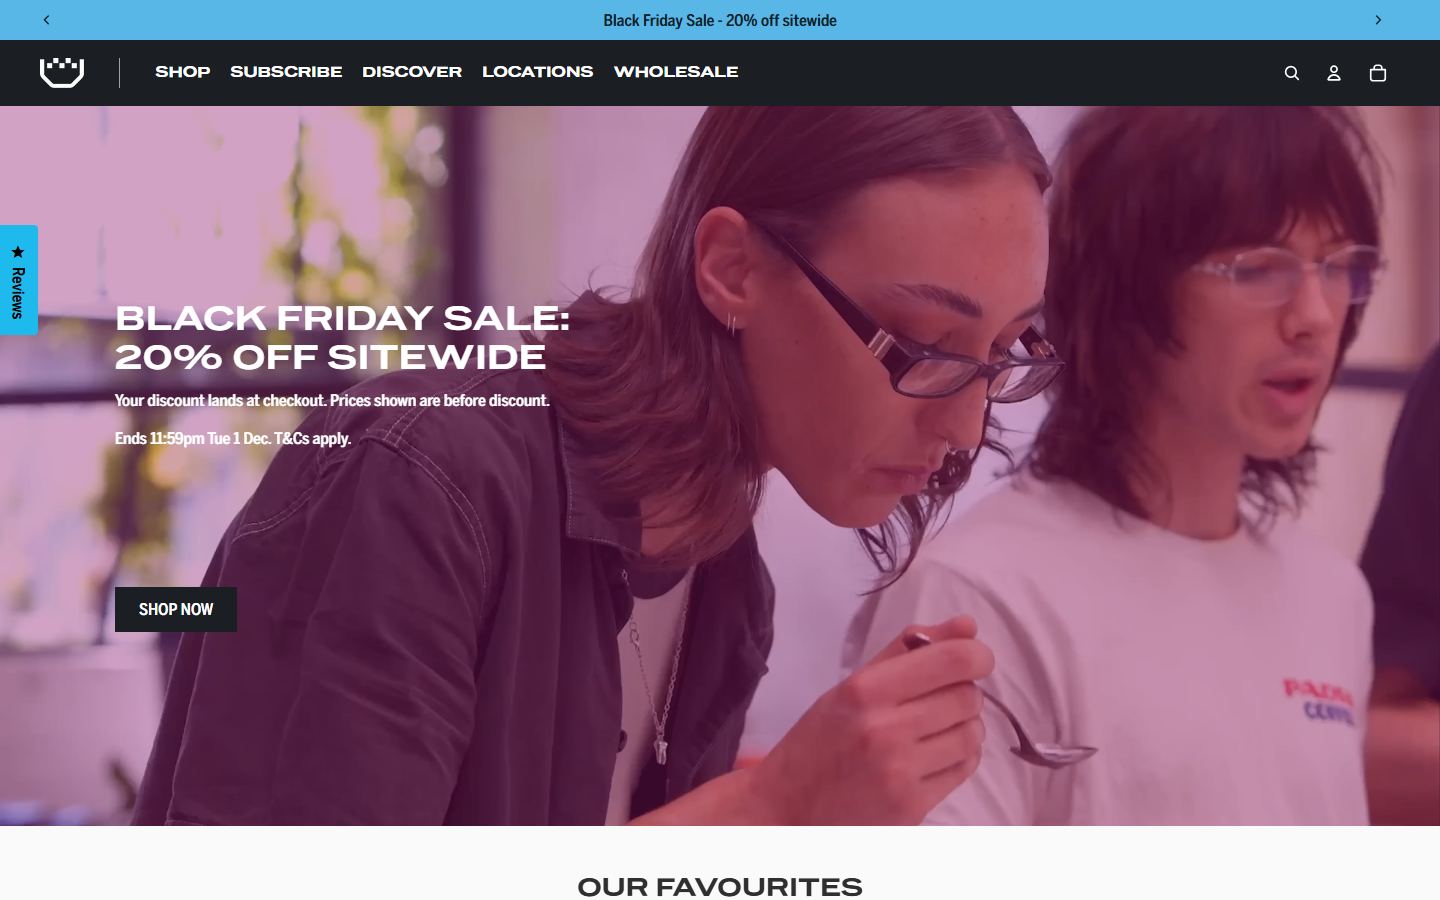 Black Friday Sale - 20% off sitewide
SHOP SUBSCRIBE DISCOVER LOCATIONS WHOLESALE
★ Reviews
BLACK FRIDAY SALE:
20% OFF SITEWIDE
Your discount lands at checkout. Prices shown are before discount.
Ends 11:59pm Tue 1 Dec. T&Cs apply.
SHOP NOW
OUR FAVOURITES